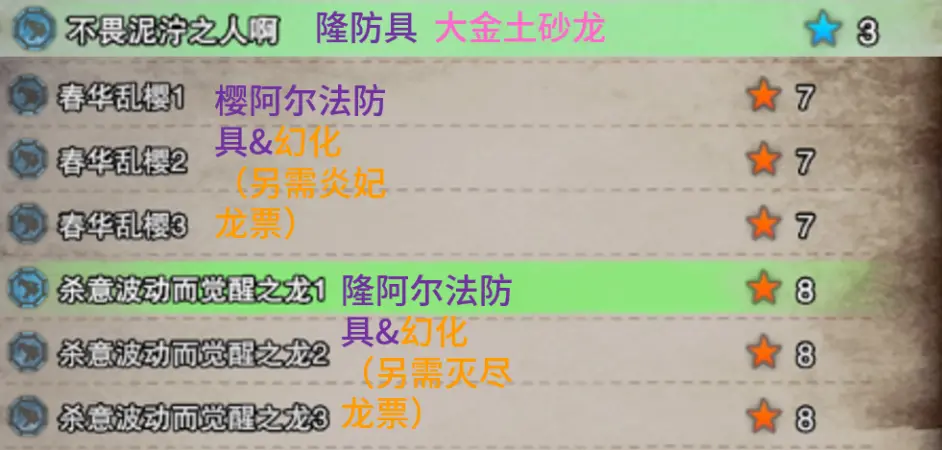 不畏泥泞之人啊 隆防具 大金土砂龙 3
春华乱樱1 樱阿尔法防 7
具&幻化
春华乱樱2 7
（另需炎妃
春华乱樱3 龙票） 7
杀意波动而觉醒之龙1 隆阿尔法防 8
具&幻化
杀意波动而觉醒之龙2 8
（另需灭尽
杀意波动而觉醒之龙3 龙票） 8